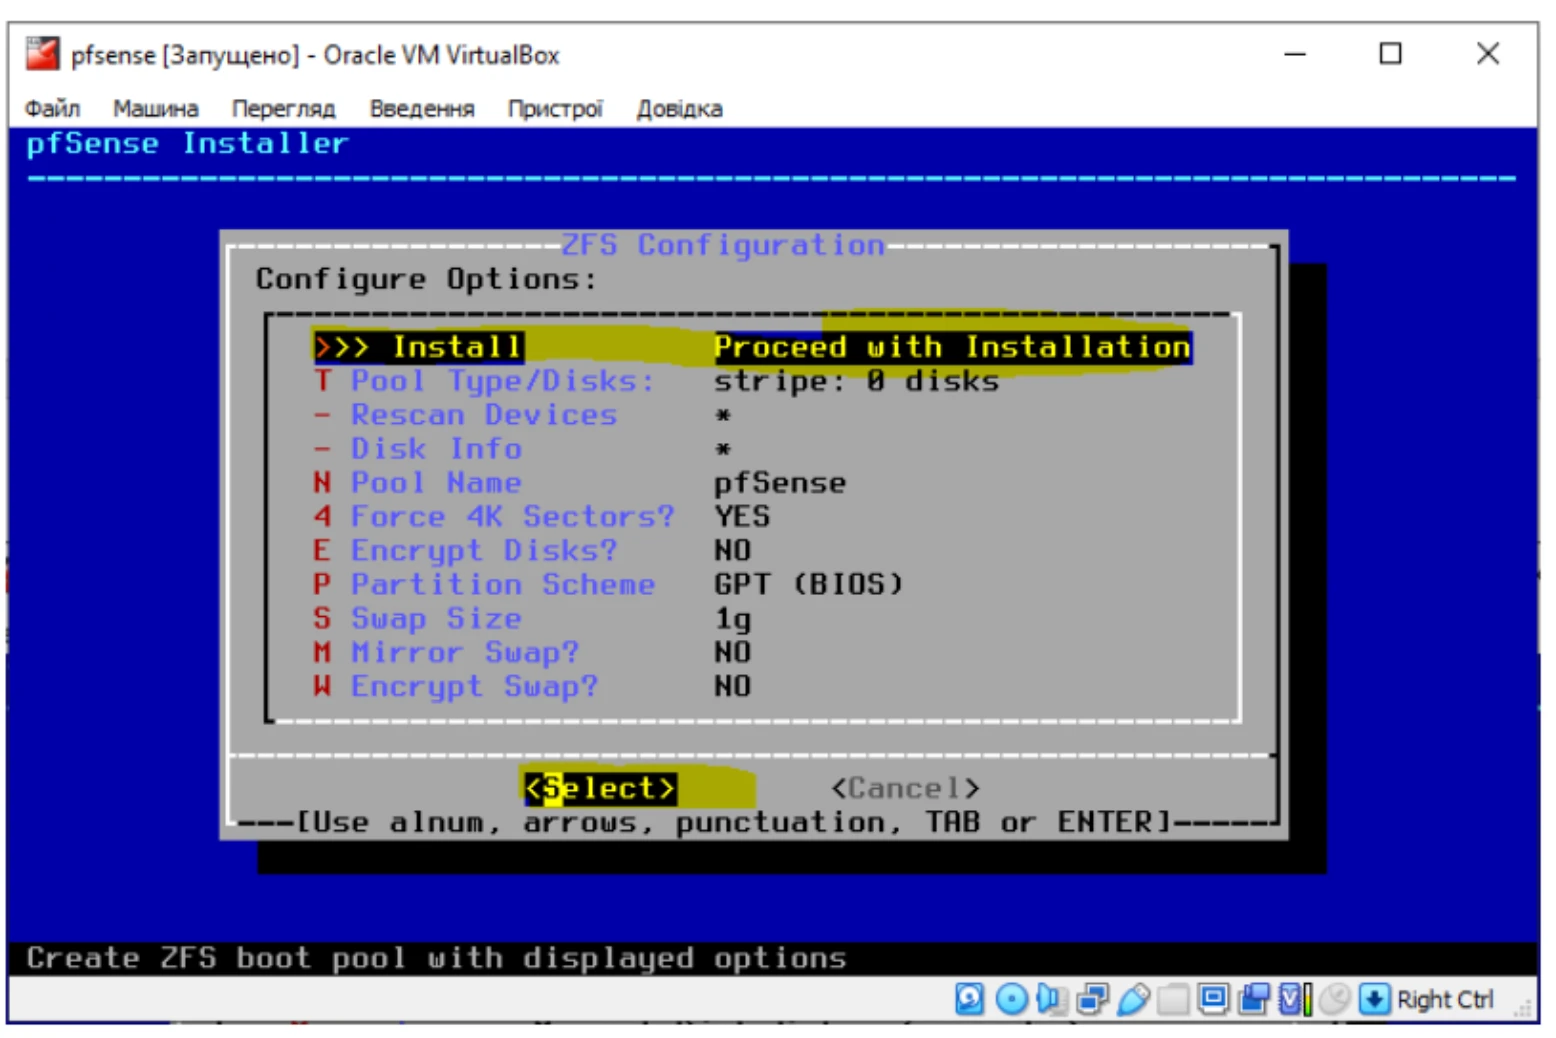 pfsense [Запущено] - Oracle VM VirtualBox
Файл Машина Перегляд Введення Пристрої Довідка
pfSense Installer
ZFS Configuration
Configure Options:
>>> Install Proceed with Installation
T Pool Type/Disks: stripe: 0 disks
- Rescan Devices *
- Disk Info *
N Pool Name pfSense
4 Force 4K Sectors? YES
E Encrypt Disks? NO
P Partition Scheme GPT (BIOS)
S Swap Size 1g
M Mirror Swap? NO
W Encrypt Swap? NO
<Select> <Cancel>
[Use alnum, arrows, punctuation, TAB or ENTER]
Create ZFS boot pool with displayed options
Right Ctrl